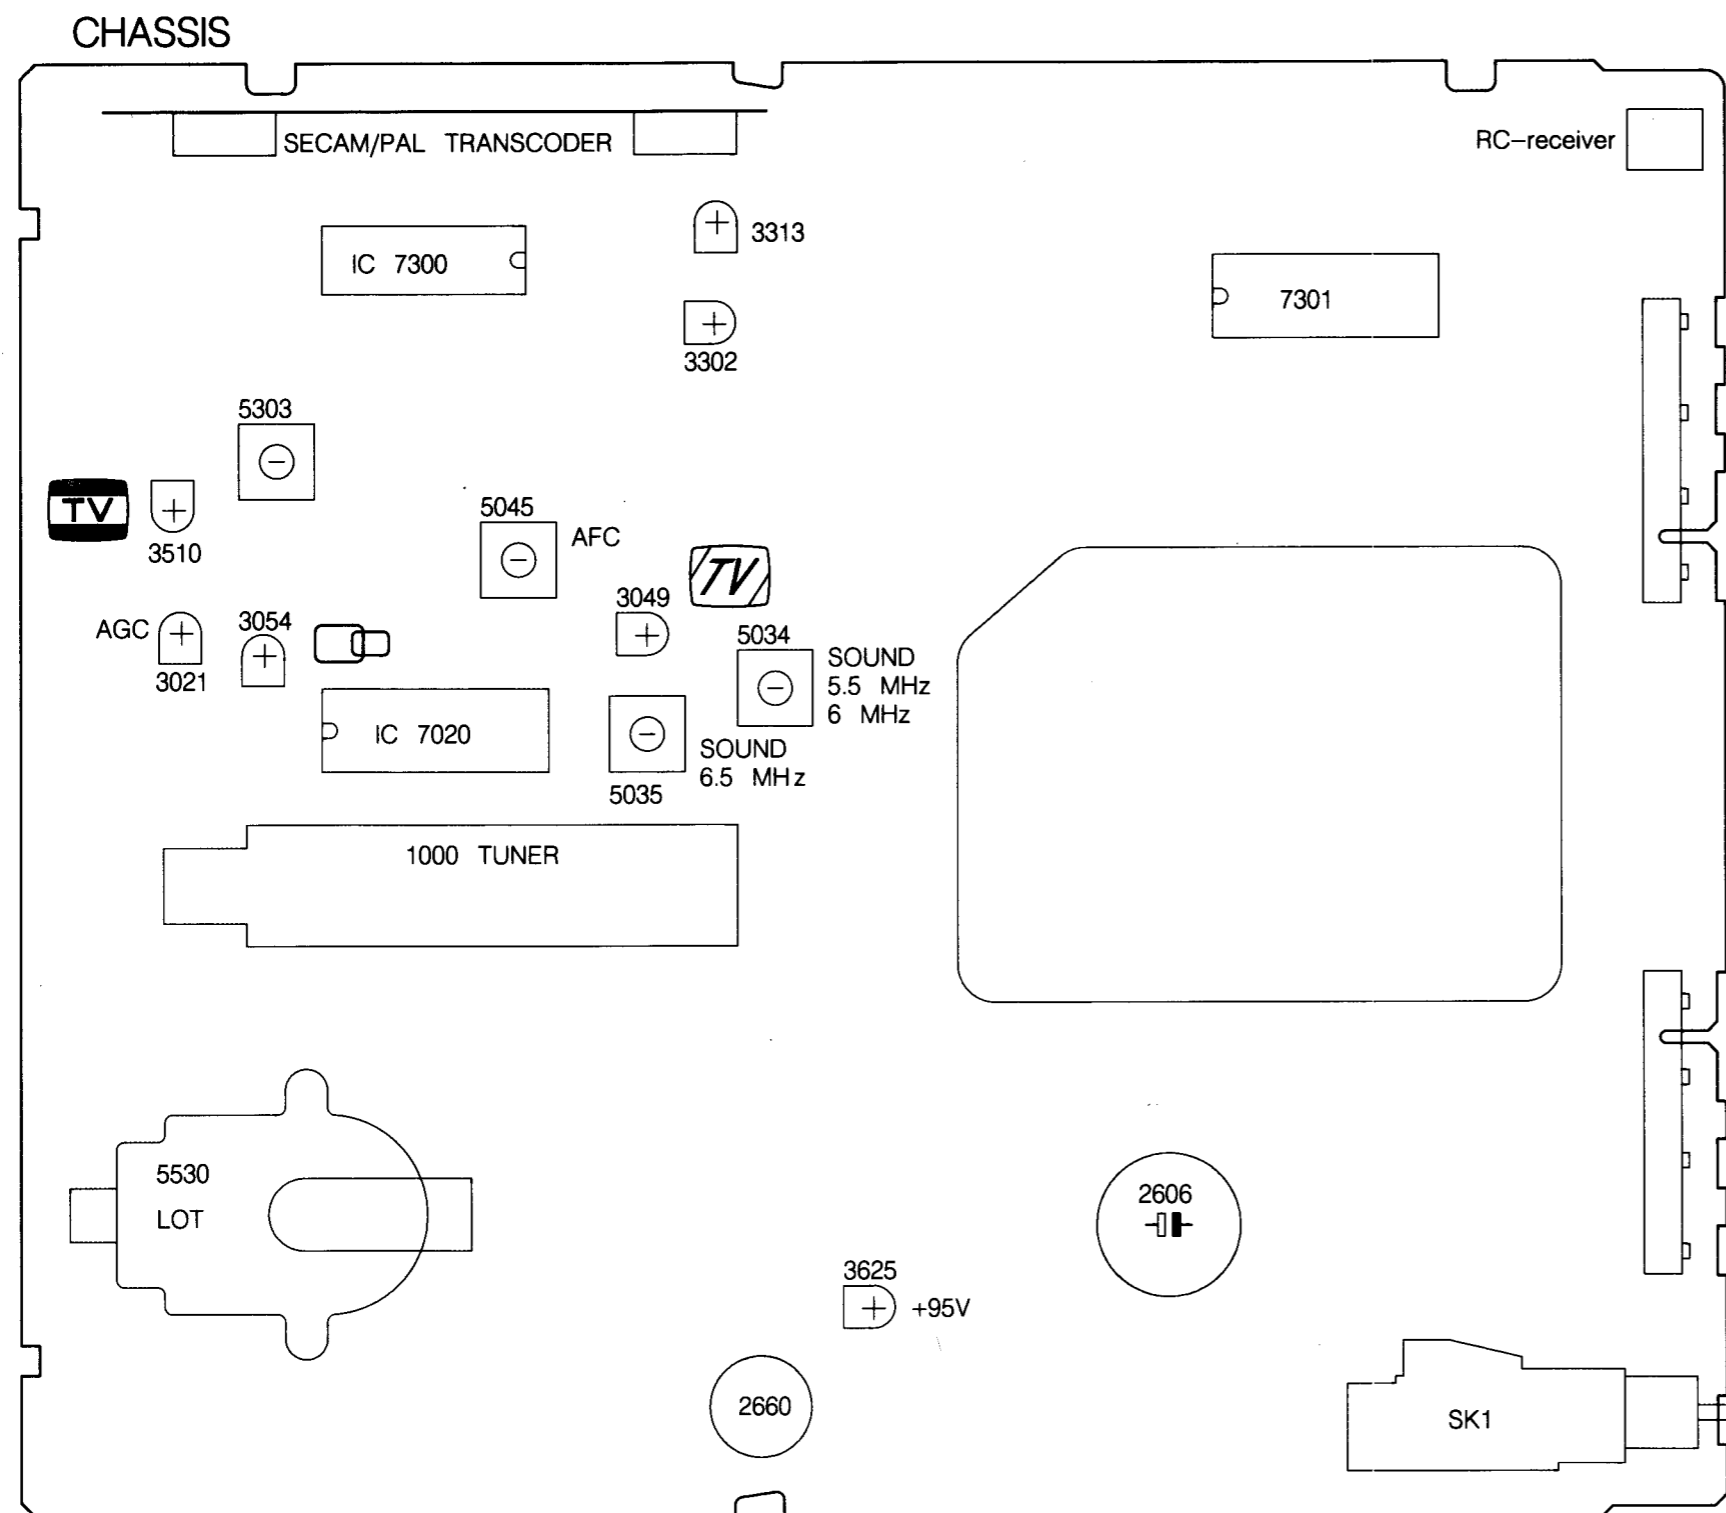 CHASSIS
SECAM/PAL TRANSCODER
RC-receiver
3313
IC 7300
7301
3302
5303
TV
3510
5045
AFC
TV
3049
AGC
3054
5034
3021
SOUND
5.5 MHz
6 MHz
IC 7020
SOUND
6.5 MHz
5035
1000 TUNER
5530
LOT
2606
3625
+95V
2660
SK1